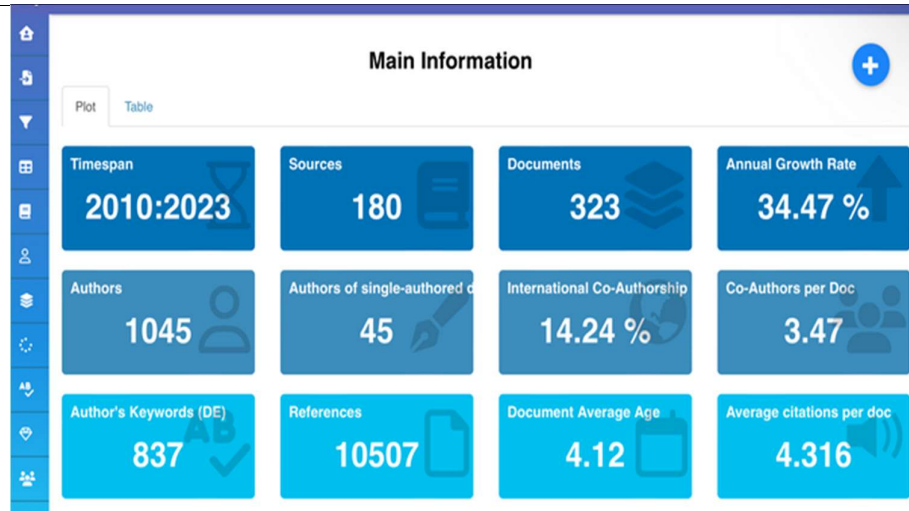 Main Information
Plot Table
Timespan Sources Documents Annual Growth Rate
2010:2023 180 323 34.47 %
Authors Authors of single-authored d International Co-Authorship Co-Authors per Doc
1045 45 14.24 % 3.47
Author's Keywords (DE) References Document Average Age Average citations per doc
AB
837 10507 4.12 4.316
AB